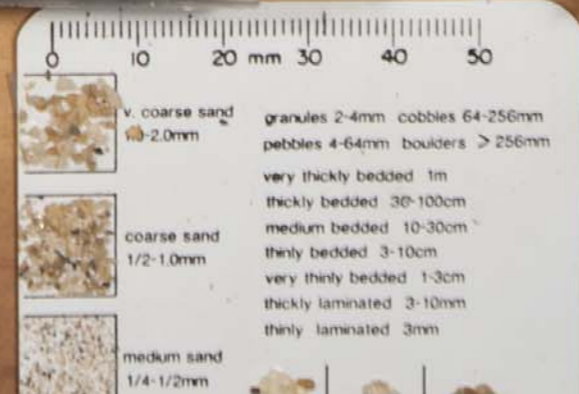 0 10 20 mm 30 40 50
v. coarse sand
-2.0mm
granules 2-4mm cobbles 64-256mm
pebbles 4-64mm boulders > 256mm
very thickly bedded 1m
thickly bedded 30-100cm
medium bedded 10-30cm
thinly bedded 3-10cm
very thinly bedded 1-3cm
thickly laminated 3-10mm
thinly laminated 3mm
coarse sand
1/2-1.0mm
medium sand
1/4-1/2mm